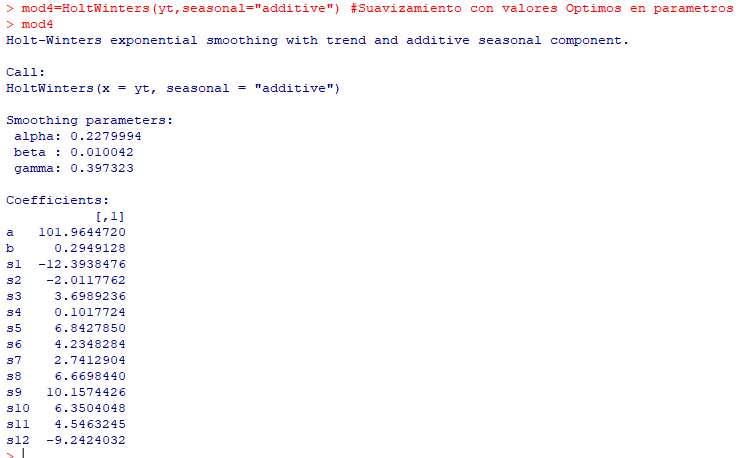 > mod4=HoltWinters(yt,seasonal="additive") #Suavizamiento con valores Optimos en parametros
> mod4
Holt-Winters exponential smoothing with trend and additive seasonal component.

Call:
HoltWinters(x = yt, seasonal = "additive")

Smoothing parameters:
 alpha: 0.2279994
 beta : 0.010042
 gamma: 0.397323

Coefficients:
           [,1]
a   101.9644720
b     0.2949128
s1  -12.3938476
s2   -2.0117762
s3    3.6989236
s4    0.1017724
s5    6.8427850
s6    4.2348284
s7    2.7412904
s8    6.6698440
s9   10.1574426
s10   6.3504048
s11   4.5463245
s12  -9.2424032
>